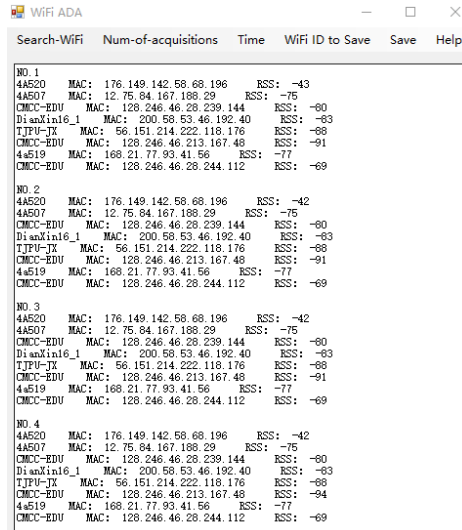 WiFi ADA
Search-WiFi Num-of-acquisitions Time WiFi ID to Save Save Help
NO.1
4A520 MAC: 176.149.142.58.68.196 RSS: -43
4A507 MAC: 12.75.84.167.188.29 RSS: -75
CMCC-EDU MAC: 128.246.46.28.239.144 RSS: -80
DianXin16_1 MAC: 200.58.53.46.192.40 RSS: -83
TJPU-JX MAC: 56.151.214.222.118.176 RSS: -88
CMCC-EDU MAC: 128.246.46.213.167.48 RSS: -91
4a519 MAC: 168.21.77.93.41.56 RSS: -77
CMCC-EDU MAC: 128.246.46.28.244.112 RSS: -69
NO.2
4A520 MAC: 176.149.142.58.68.196 RSS: -42
4A507 MAC: 12.75.84.167.188.29 RSS: -75
CMCC-EDU MAC: 128.246.46.28.239.144 RSS: -80
DianXin16_1 MAC: 200.58.53.46.192.40 RSS: -83
TJPU-JX MAC: 56.151.214.222.118.176 RSS: -88
CMCC-EDU MAC: 128.246.46.213.167.48 RSS: -91
4a519 MAC: 168.21.77.93.41.56 RSS: -77
CMCC-EDU MAC: 128.246.46.28.244.112 RSS: -69
NO.3
4A520 MAC: 176.149.142.58.68.196 RSS: -42
4A507 MAC: 12.75.84.167.188.29 RSS: -75
CMCC-EDU MAC: 128.246.46.28.239.144 RSS: -80
DianXin16_1 MAC: 200.58.53.46.192.40 RSS: -83
TJPU-JX MAC: 56.151.214.222.118.176 RSS: -88
CMCC-EDU MAC: 128.246.46.213.167.48 RSS: -91
4a519 MAC: 168.21.77.93.41.56 RSS: -77
CMCC-EDU MAC: 128.246.46.28.244.112 RSS: -69
NO.4
4A520 MAC: 176.149.142.58.68.196 RSS: -42
4A507 MAC: 12.75.84.167.188.29 RSS: -75
CMCC-EDU MAC: 128.246.46.28.239.144 RSS: -80
DianXin16_1 MAC: 200.58.53.46.192.40 RSS: -83
TJPU-JX MAC: 56.151.214.222.118.176 RSS: -88
CMCC-EDU MAC: 128.246.46.213.167.48 RSS: -94
4a519 MAC: 168.21.77.93.41.56 RSS: -77
CMCC-EDU MAC: 128.246.46.28.244.112 RSS: -69